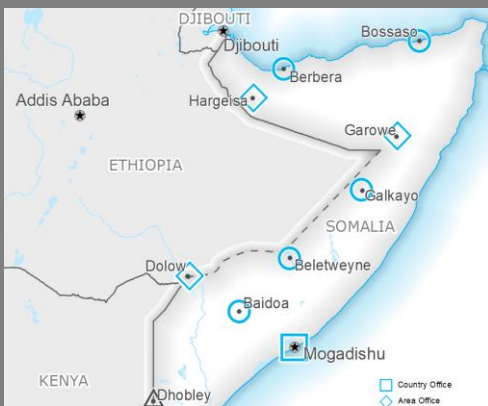 DJIBOUTI
Djibouti
Bossaso
Berbera
Addis Ababa
Hargeisa
Garowe
ETHIOPIA
Galkayo
SOMALIA
Dolow
Beletweyne
Baidoa
Mogadishu
KENYA
Country Office
Dhobley
Area Office